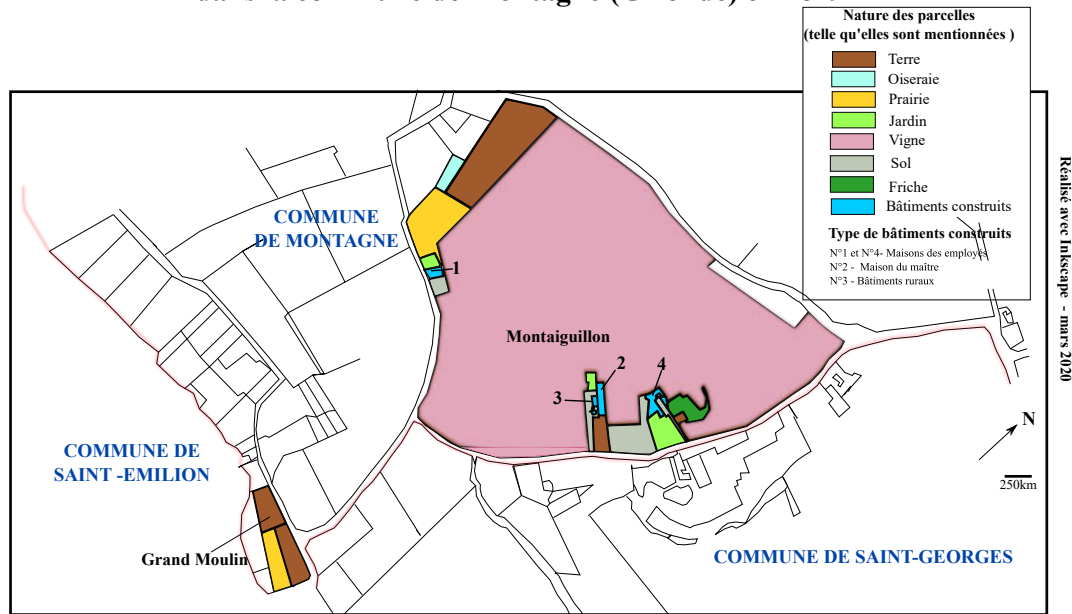 Nature des parcelles
(telle qu'elles sont mentionnées )
Terre
Oiseraie
Prairie
Jardin
Vigne
Sol
Friche
Bâtiments construits
Type de bâtiments construits
N°1 et N°4- Maisons des employés
N°2 - Maison du maître
N°3 - Bâtiments ruraux
Réalisé avec Inkscape - mars 2020
COMMUNE
DE MONTAGNE
1
Montaiguillon
2
4
3
N
250km
COMMUNE DE
SAINT -EMILION
Grand Moulin
COMMUNE DE SAINT-GEORGES